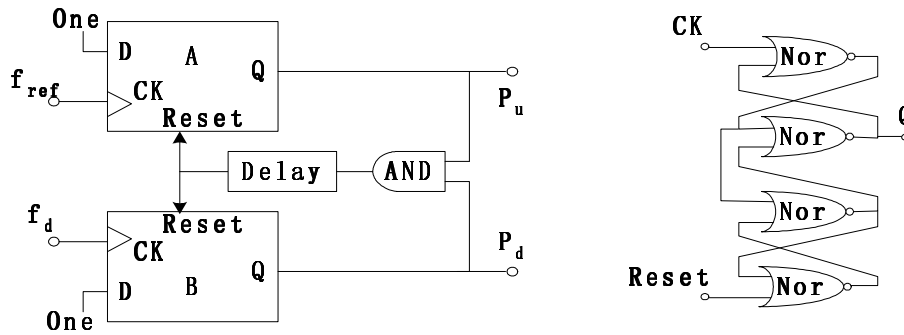 One
D
A
Q
f_ref
CK
Reset
P_u
Delay
AND
f_d
Reset
CK
P_d
Q
D
B
One
CK
Nor
Nor
Q
Nor
Reset
Nor